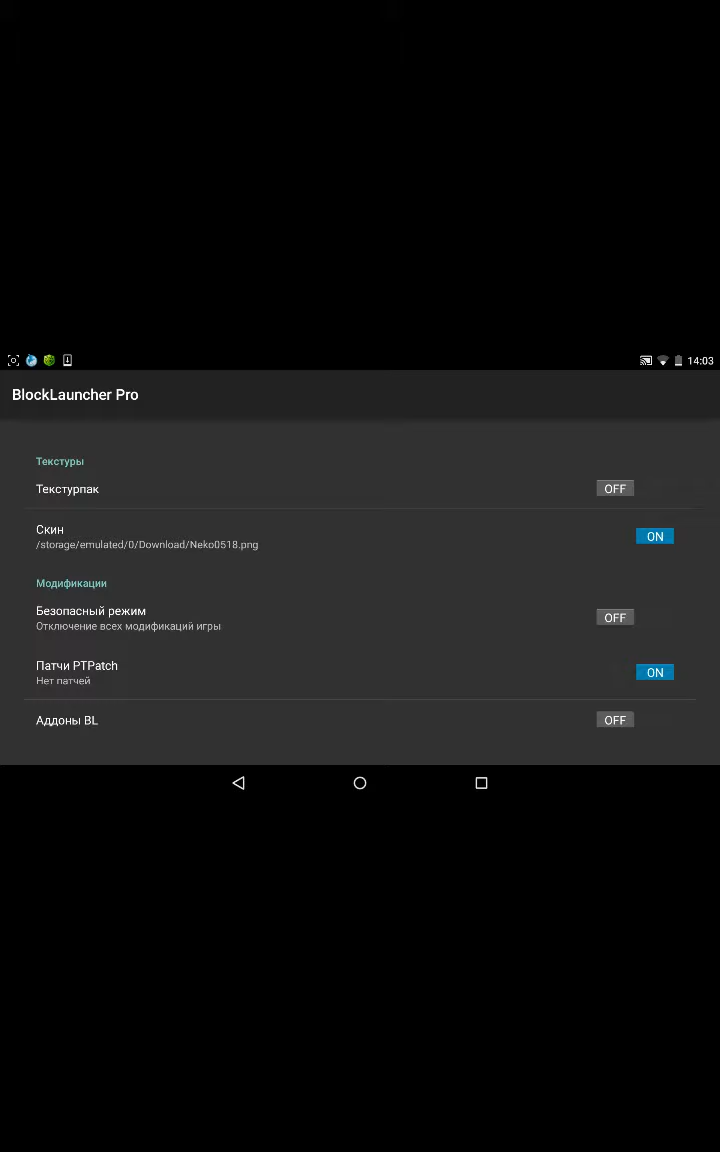 14:03
BlockLauncher Pro
Текстуры
Текстурпак OFF
Скин
/storage/emulated/0/Download/Neko0518.png
ON
Модификации
Безопасный режим
Отключение всех модификаций игры
OFF
Патчи PTPatch
Нет патчей
ON
Аддоны BL OFF